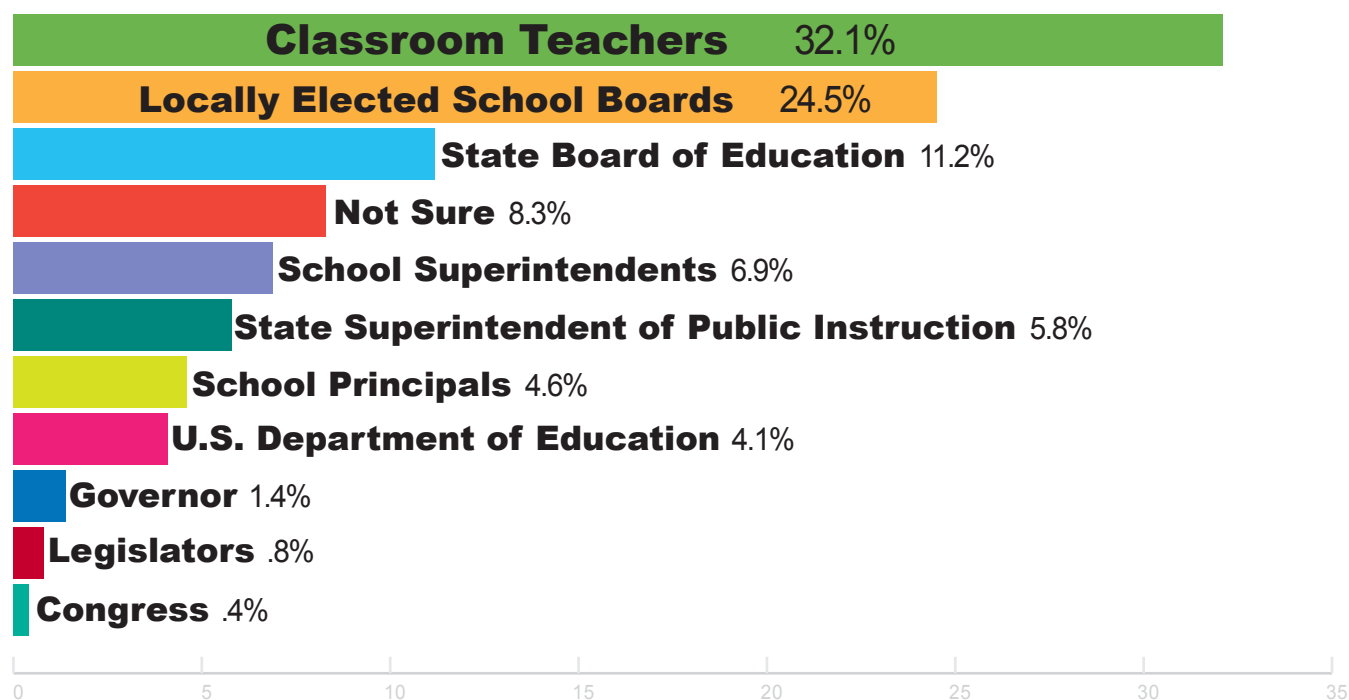 Classroom Teachers 32.1%
Locally Elected School Boards 24.5%
State Board of Education 11.2%
Not Sure 8.3%
School Superintendents 6.9%
State Superintendent of Public Instruction 5.8%
School Principals 4.6%
U.S. Department of Education 4.1%
Governor 1.4%
Legislators .8%
Congress .4%
0 5 10 15 20 25 30 35